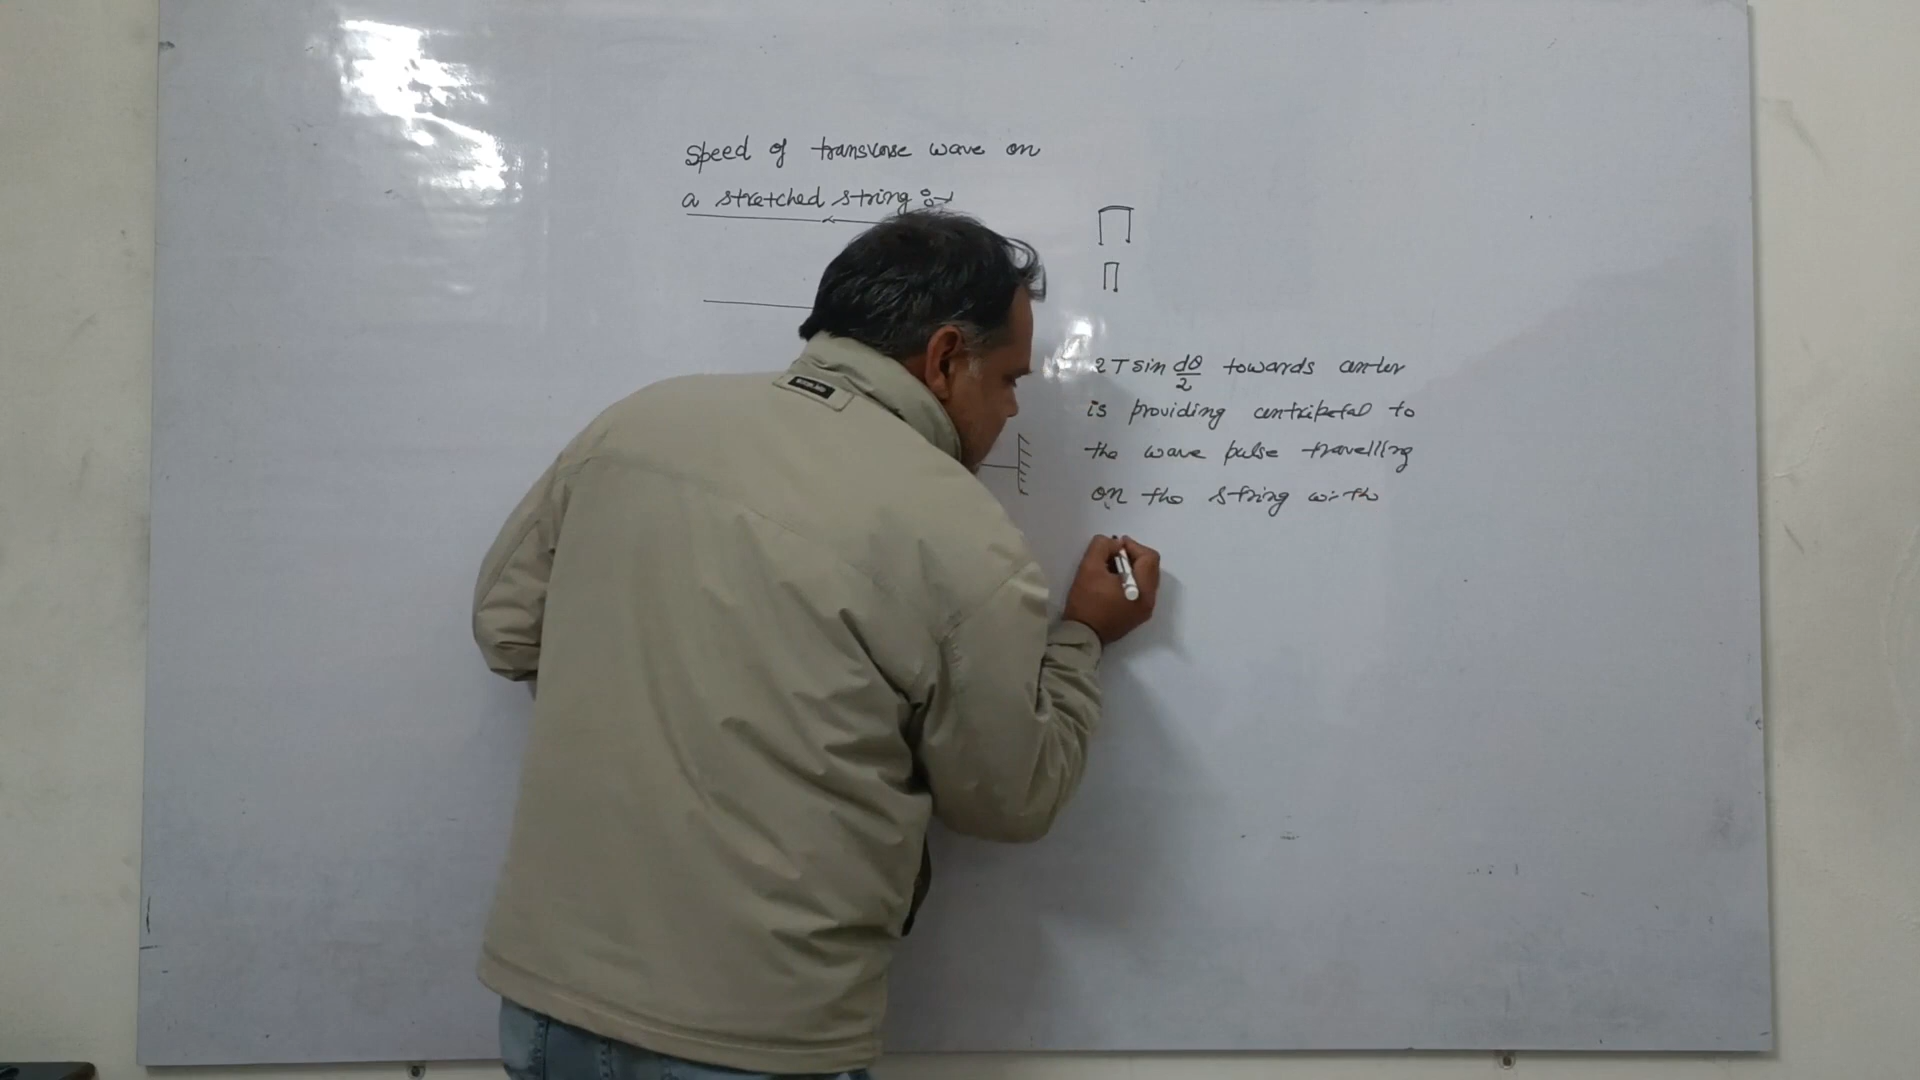 Speed of transverse wave on
a stretched string :→
2T sin dθ/2 towards center
is providing centripetal to
the wave pulse travelling
on the string with